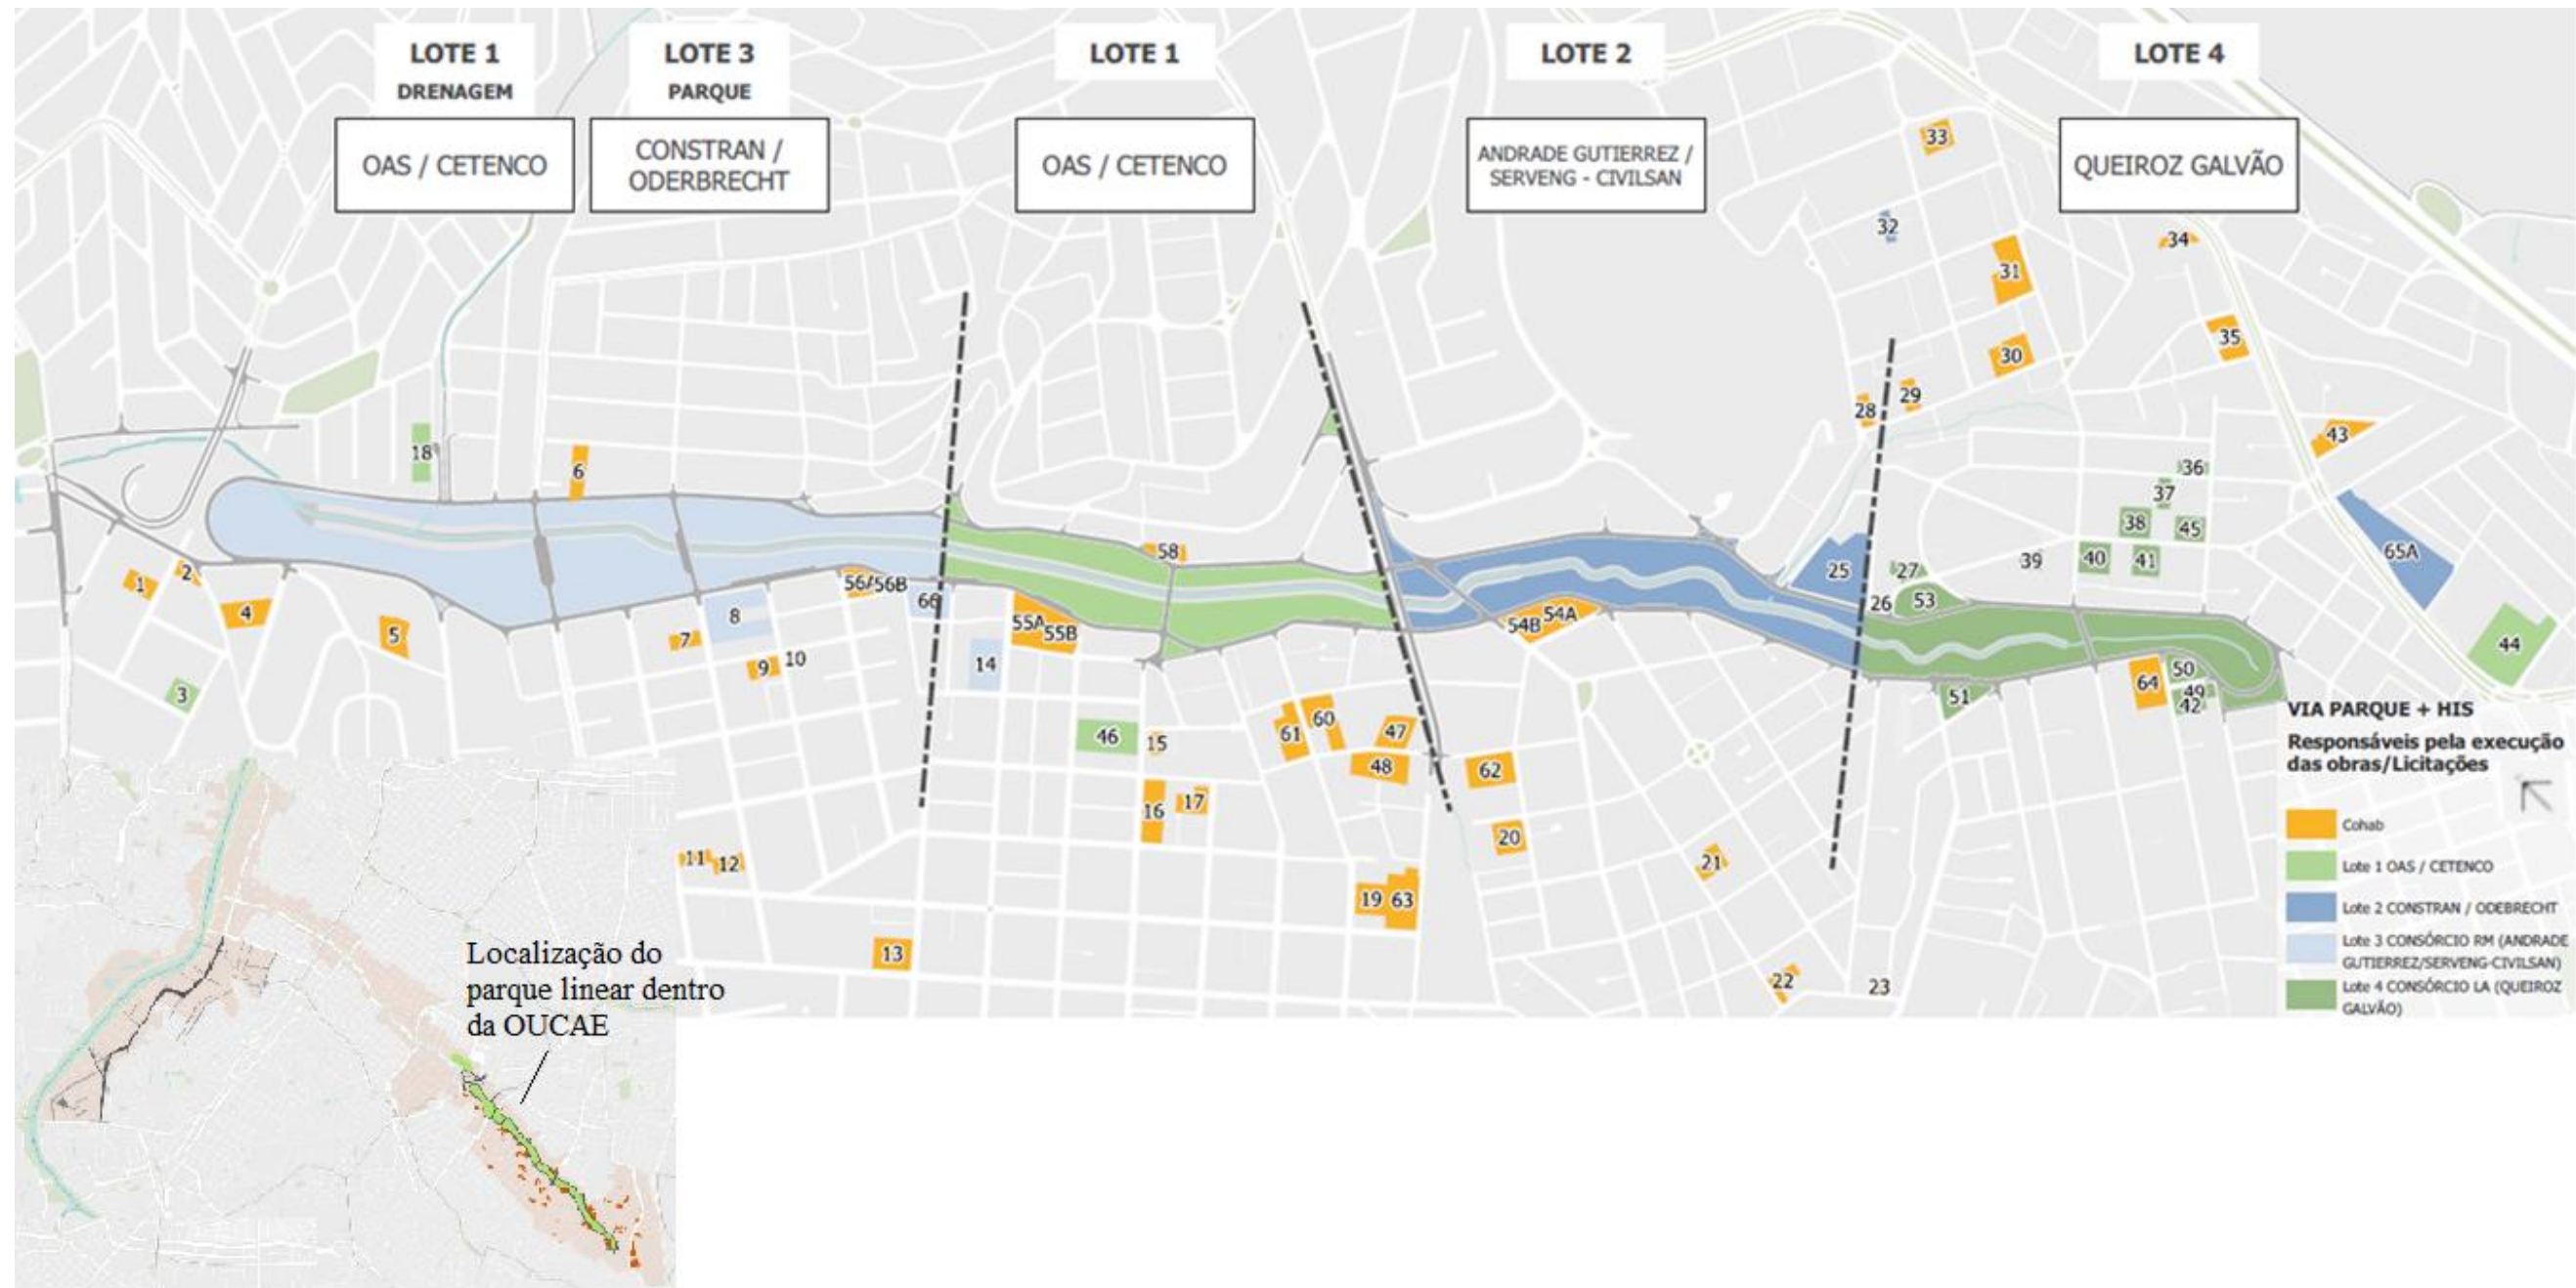 LOTE 1
DRENAGEM
OAS / CETENCO
LOTE 3
PARQUE
CONSTRAN /
ODERBRECHT
LOTE 1
OAS / CETENCO
LOTE 2
ANDRADE GUTIERREZ /
SERVENG - CIVILSAN
LOTE 4
QUEIROZ GALVÃO
33
32
34
31
35
30
29
28
43
18
6
36
37
38
45
65A
58
39
40
41
25
27
1
2
56A
56B
66
26
53
4
8
55A
55B
54B
54A
5
7
9
10
14
44
3
64
50
51
49
42
46
15
61
60
47
48
62
16
17
20
11
12
21
19
63
13
22
23
VIA PARQUE + HIS
Responsáveis pela execução
das obras/Licitações
Cohab
Lote 1 OAS / CETENCO
Lote 2 CONSTRAN / ODEBRECHT
Lote 3 CONSÓRCIO RM (ANDRADE
GUTIERREZ/SERVENG-CIVILSAN)
Lote 4 CONSÓRCIO LA (QUEIROZ
GALVÃO)
Localização do
parque linear dentro
da OUCAE